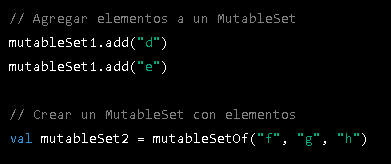 // Agregar elementos a un MutableSet
mutableSet1.add("d")
mutableSet1.add("e")
// Crear un MutableSet con elementos
val mutableSet2 = mutableSetOf("f", "g", "h")